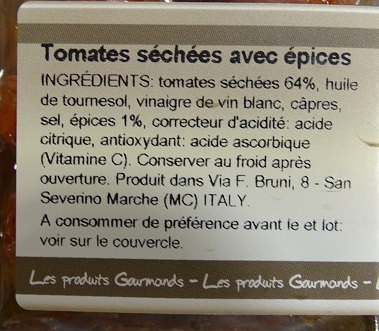 Tomates séchées avec épices
INGRÉDIENTS: tomates séchées 64%, huile
de tournesol, vinaigre de vin blanc, câpres,
sel, épices 1%, correcteur d'acidité: acide
citrique, antioxydant: acide ascorbique
(Vitamine C). Conserver au froid après
ouverture. Produit dans Via F. Bruni, 8 - San
Severino Marche (MC) ITALY.
A consommer de préférence avant le et lot:
voir sur le couvercle.
Les produits Gourmands - Les produits Gourmands -